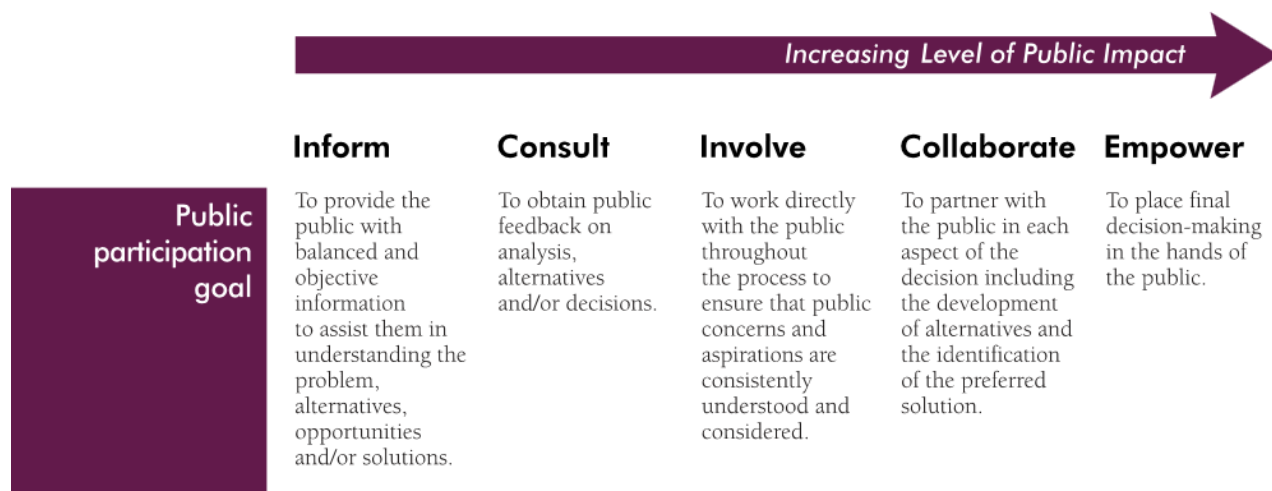 Increasing Level of Public Impact
Inform
Consult
Involve
Collaborate
Empower
Public
participation
goal
To provide the
public with
balanced and
objective
information
to assist them in
understanding the
problem,
alternatives,
opportunities
and/or solutions.
To obtain public
feedback on
analysis,
alternatives
and/or decisions.
To work directly
with the public
throughout
the process to
ensure that public
concerns and
aspirations are
consistently
understood and
considered.
To partner with
the public in each
aspect of the
decision including
the development
of alternatives and
the identification
of the preferred
solution.
To place final
decision-making
in the hands of
the public.